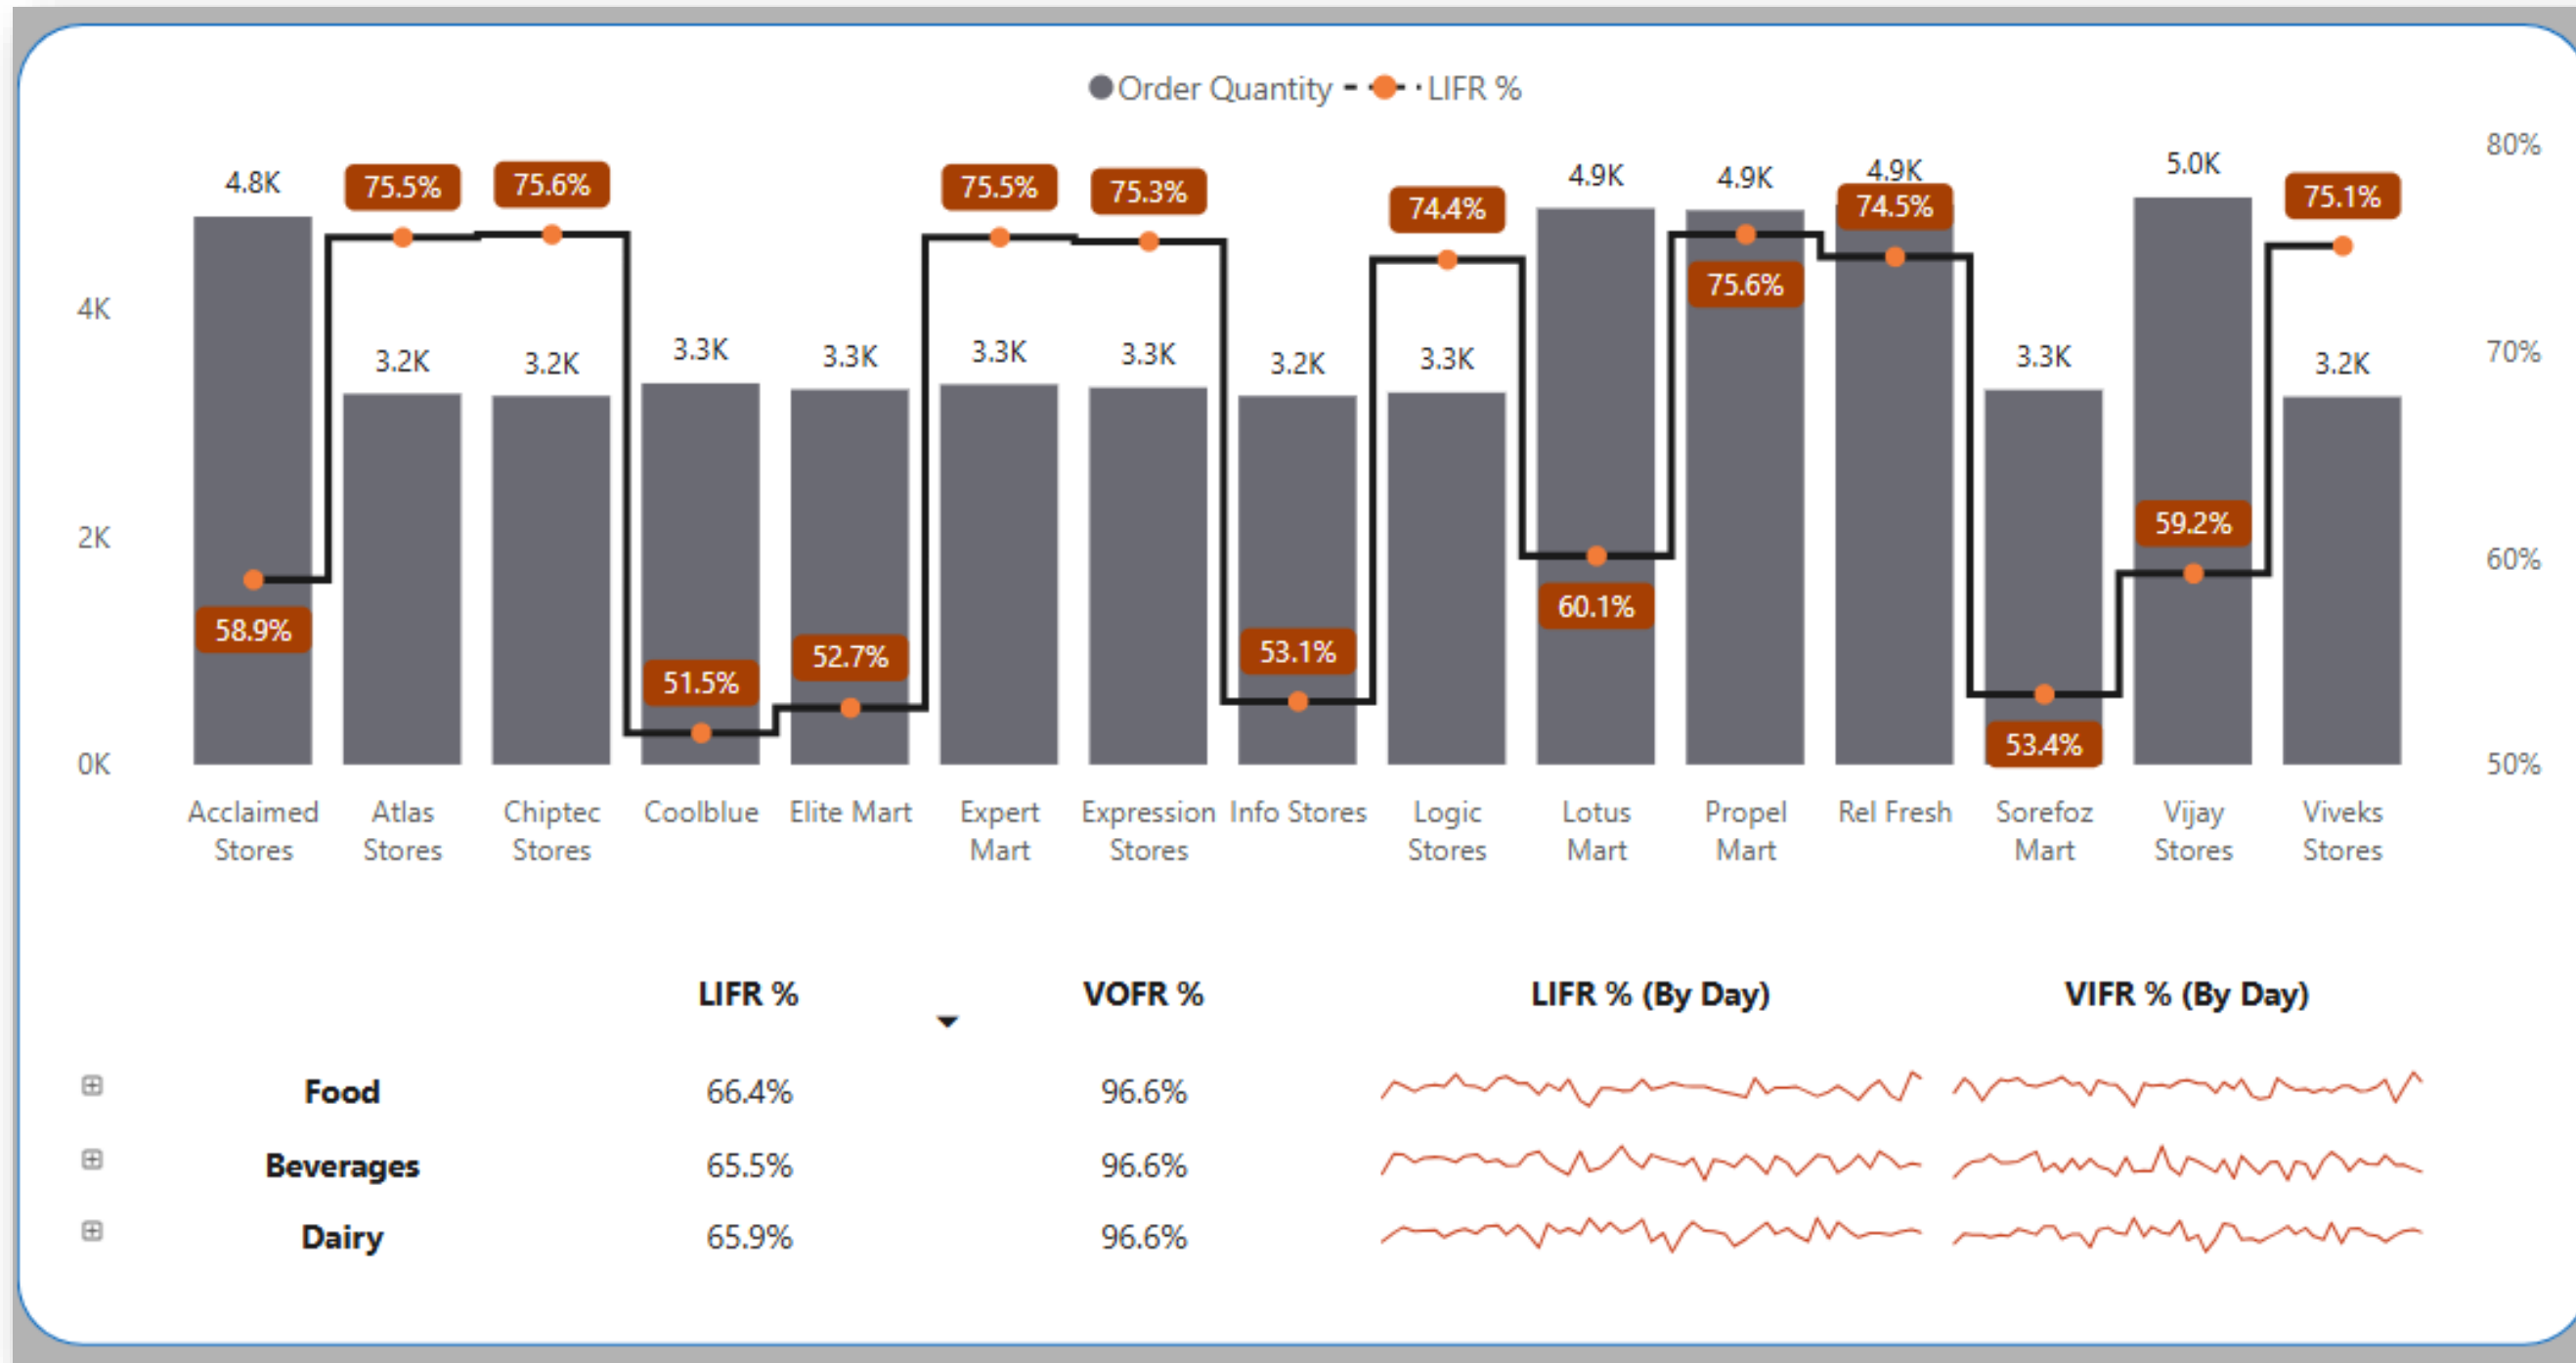 Order Quantity LIFR %
80%
4.8K 75.5% 75.6% 75.5% 75.3% 74.4% 4.9K 4.9K 4.9K 74.5% 5.0K 75.1%
4K 3.2K 3.2K 3.3K 3.3K 3.3K 3.3K 3.2K 3.3K 75.6% 3.3K 3.2K 70%
2K 59.2% 60%
58.9% 51.5% 52.7% 53.1% 60.1% 53.4%
0K 50%
Acclaimed Stores
Atlas Stores
Chiptec Stores
Coolblue
Elite Mart
Expert Mart
Expression Stores
Info Stores
Logic Stores
Lotus Mart
Propel Mart
Rel Fresh
Sorefoz Mart
Vijay Stores
Viveks Stores
LIFR % VOFR % LIFR % (By Day) VIFR % (By Day)
Food 66.4% 96.6%
Beverages 65.5% 96.6%
Dairy 65.9% 96.6%